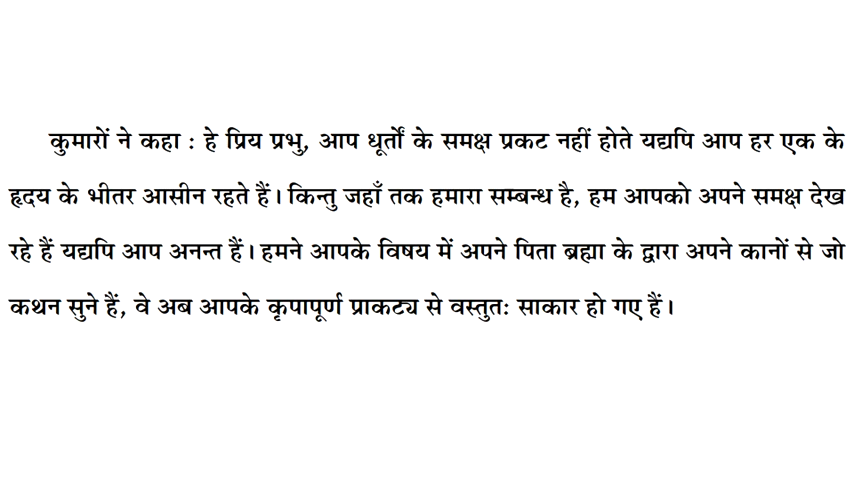 कुमारों ने कहा : हे प्रिय प्रभु, आप धूर्तों के समक्ष प्रकट नहीं होते यद्यपि आप हर एक के
हृदय के भीतर आसीन रहते हैं। किन्तु जहाँ तक हमारा सम्बन्ध है, हम आपको अपने समक्ष देख
रहे हैं यद्यपि आप अनन्त हैं। हमने आपके विषय में अपने पिता ब्रह्मा के द्वारा अपने कानों से जो
कथन सुने हैं, वे अब आपके कृपापूर्ण प्राकट्य से वस्तुतः साकार हो गए हैं।